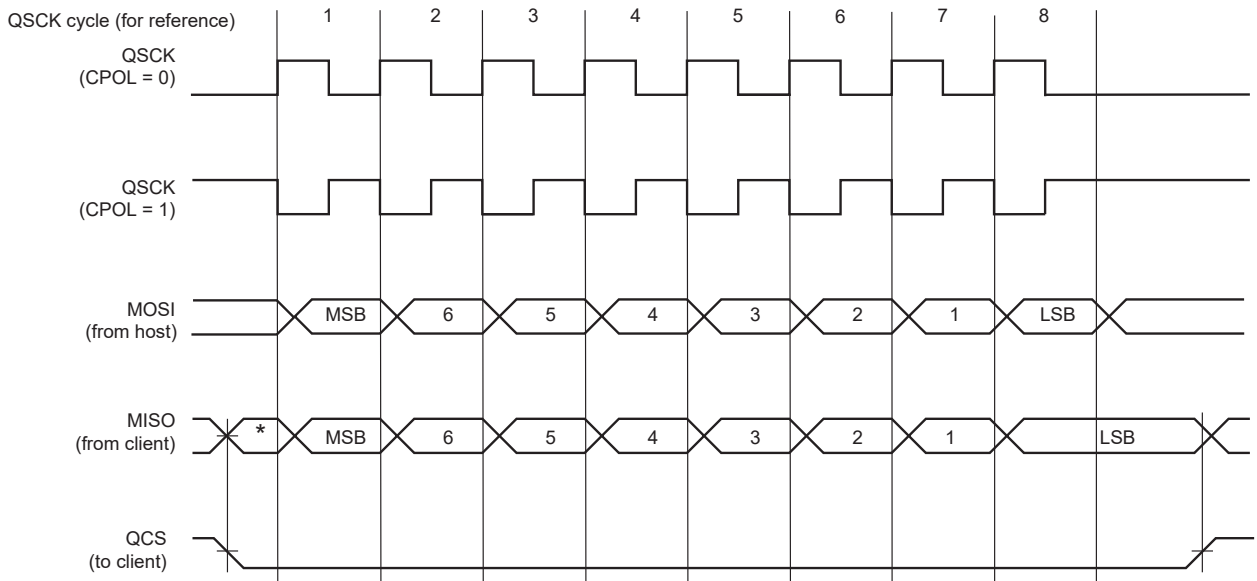 QSCK cycle (for reference) 1 2 3 4 5 6 7 8
QSCK
(CPOL = 0)
QSCK
(CPOL = 1)
MOSI
(from host)
MSB 6 5 4 3 2 1 LSB
MISO
(from client)
* MSB 6 5 4 3 2 1 LSB
QCS
(to client)